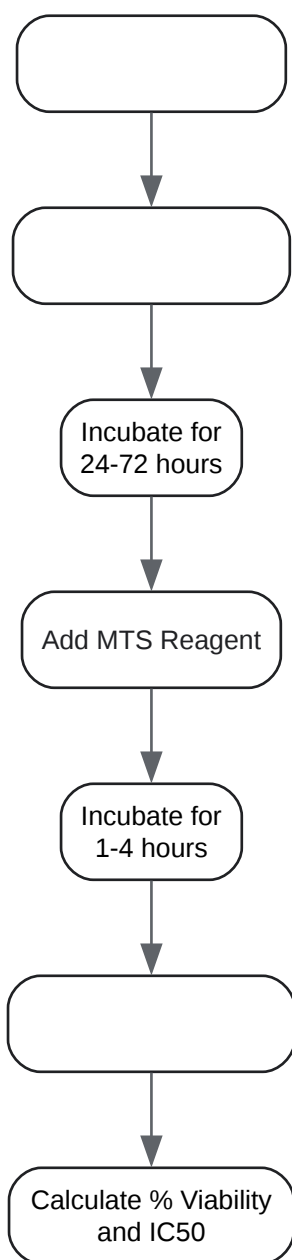 Incubate for
24-72 hours
Add MTS Reagent
Incubate for
1-4 hours
Calculate % Viability
and IC50